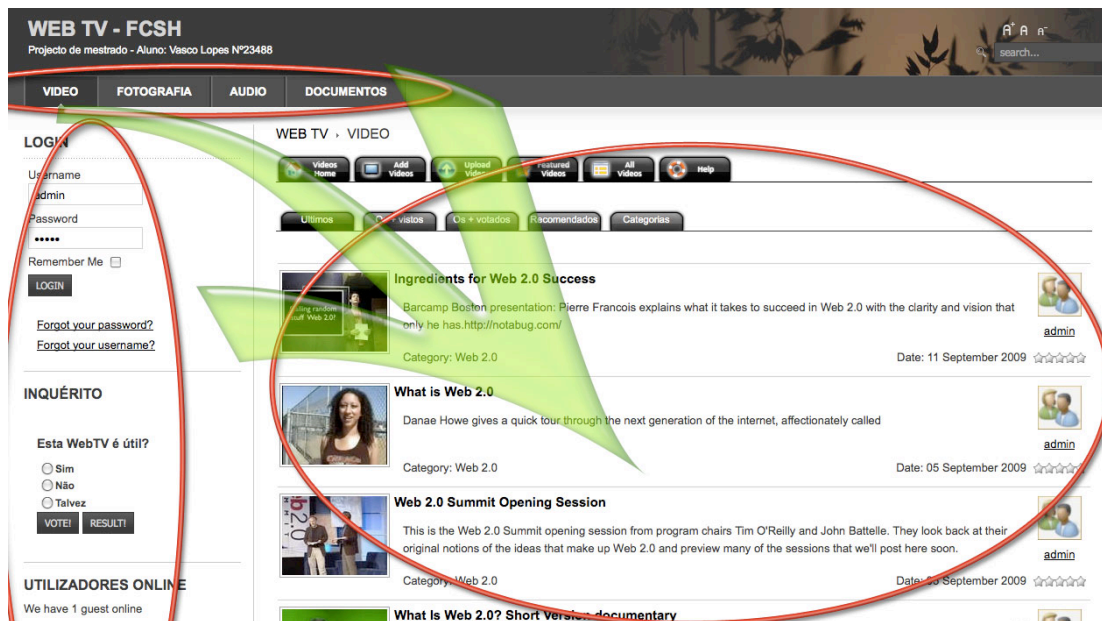 WEB TV - FCSH
Projecto de mestrado - Aluno: Vasco Lopes Nº23488
A+ A A-
search...
VIDEO FOTOGRAFIA AUDIO DOCUMENTOS
LOGIN
Username
admin
Password
•••••
Remember Me
LOGIN
Forgot your password?
Forgot your username?
INQUÉRITO
Esta WebTV é útil?
Sim
Não
Talvez
VOTE! RESULT!
UTILIZADORES ONLINE
We have 1 guest online
WEB TV › VIDEO
Videos Home
Add Videos
Upload Video
Featured Videos
All Videos
Help
Ultimos Os + vistos Os + votados Recomendados Categorias
Ingredients for Web 2.0 Success
Barcamp Boston presentation: Pierre Francois explains what it takes to succeed in Web 2.0 with the clarity and vision that
only he has.http://notabug.com/
admin
Category: Web 2.0 Date: 11 September 2009
What is Web 2.0
Danae Howe gives a quick tour through the next generation of the internet, affectionately called
admin
Category: Web 2.0 Date: 05 September 2009
Web 2.0 Summit Opening Session
This is the Web 2.0 Summit opening session from program chairs Tim O'Reilly and John Battelle. They look back at their
original notions of the ideas that make up Web 2.0 and preview many of the sessions that we'll post here soon.
admin
Category: Web 2.0 Date: September 2009
What Is Web 2.0? Short Version documentary